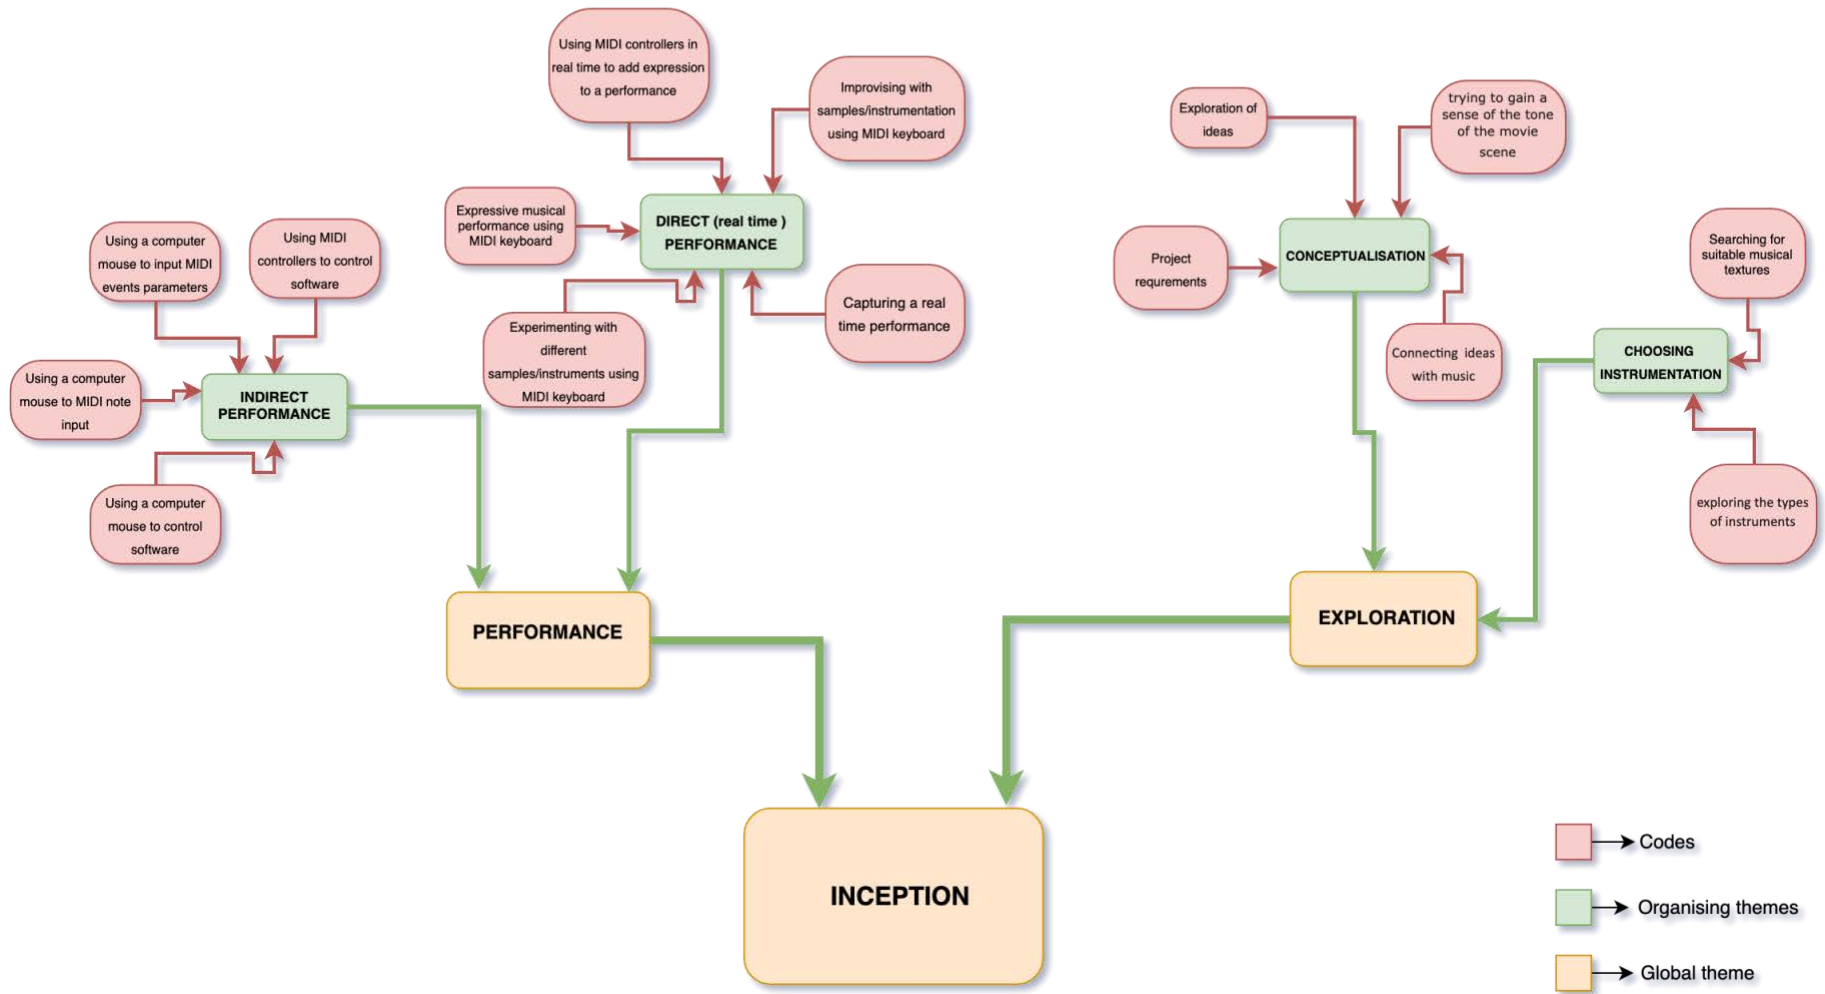 Using MIDI controllers in
real time to add expression
to a performance
Improvising with
samples/instrumentation
using MIDI keyboard
Expressive musical
performance using
MIDI keyboard
DIRECT (real time )
PERFORMANCE
Experimenting with
different
samples/instruments using
MIDI keyboard
Capturing a real
time performance
Using a computer
mouse to input MIDI
events parameters
Using MIDI
controllers to control
software
Using a computer
mouse to MIDI note
input
INDIRECT
PERFORMANCE
Using a computer
mouse to control
software
Exploration of
ideas
trying to gain a
sense of the tone
of the movie
scene
Project
requrements
CONCEPTUALISATION
Connecting ideas
with music
Searching for
suitable musical
textures
CHOOSING
INSTRUMENTATION
exploring the types
of instruments
PERFORMANCE
EXPLORATION
INCEPTION
Codes
Organising themes
Global theme